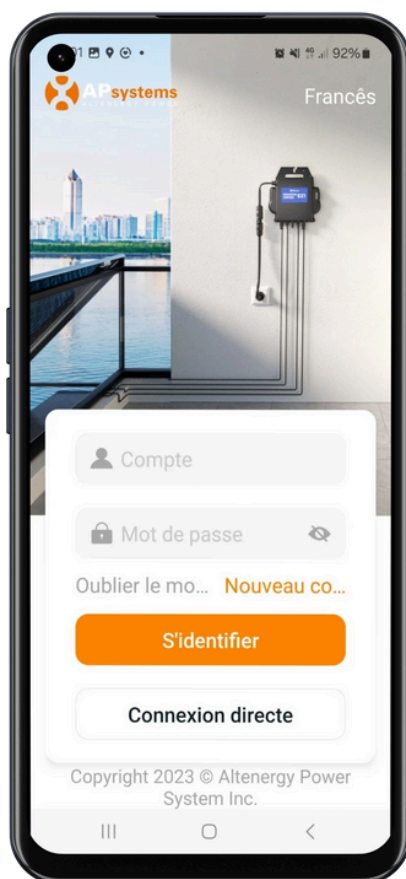 92%
APsystems
ALTENERGY POWER
Francês
Compte
Mot de passe
Oublier le mo... Nouveau co...
S'identifier
Connexion directe
Copyright 2023 © Altenergy Power
System Inc.